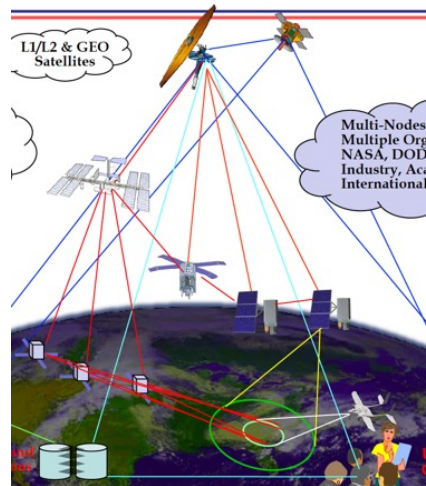 L1/L2 & GEO
Satellites
Multi-Nodes
Multiple Org
NASA, DOD
Industry, Aca
International